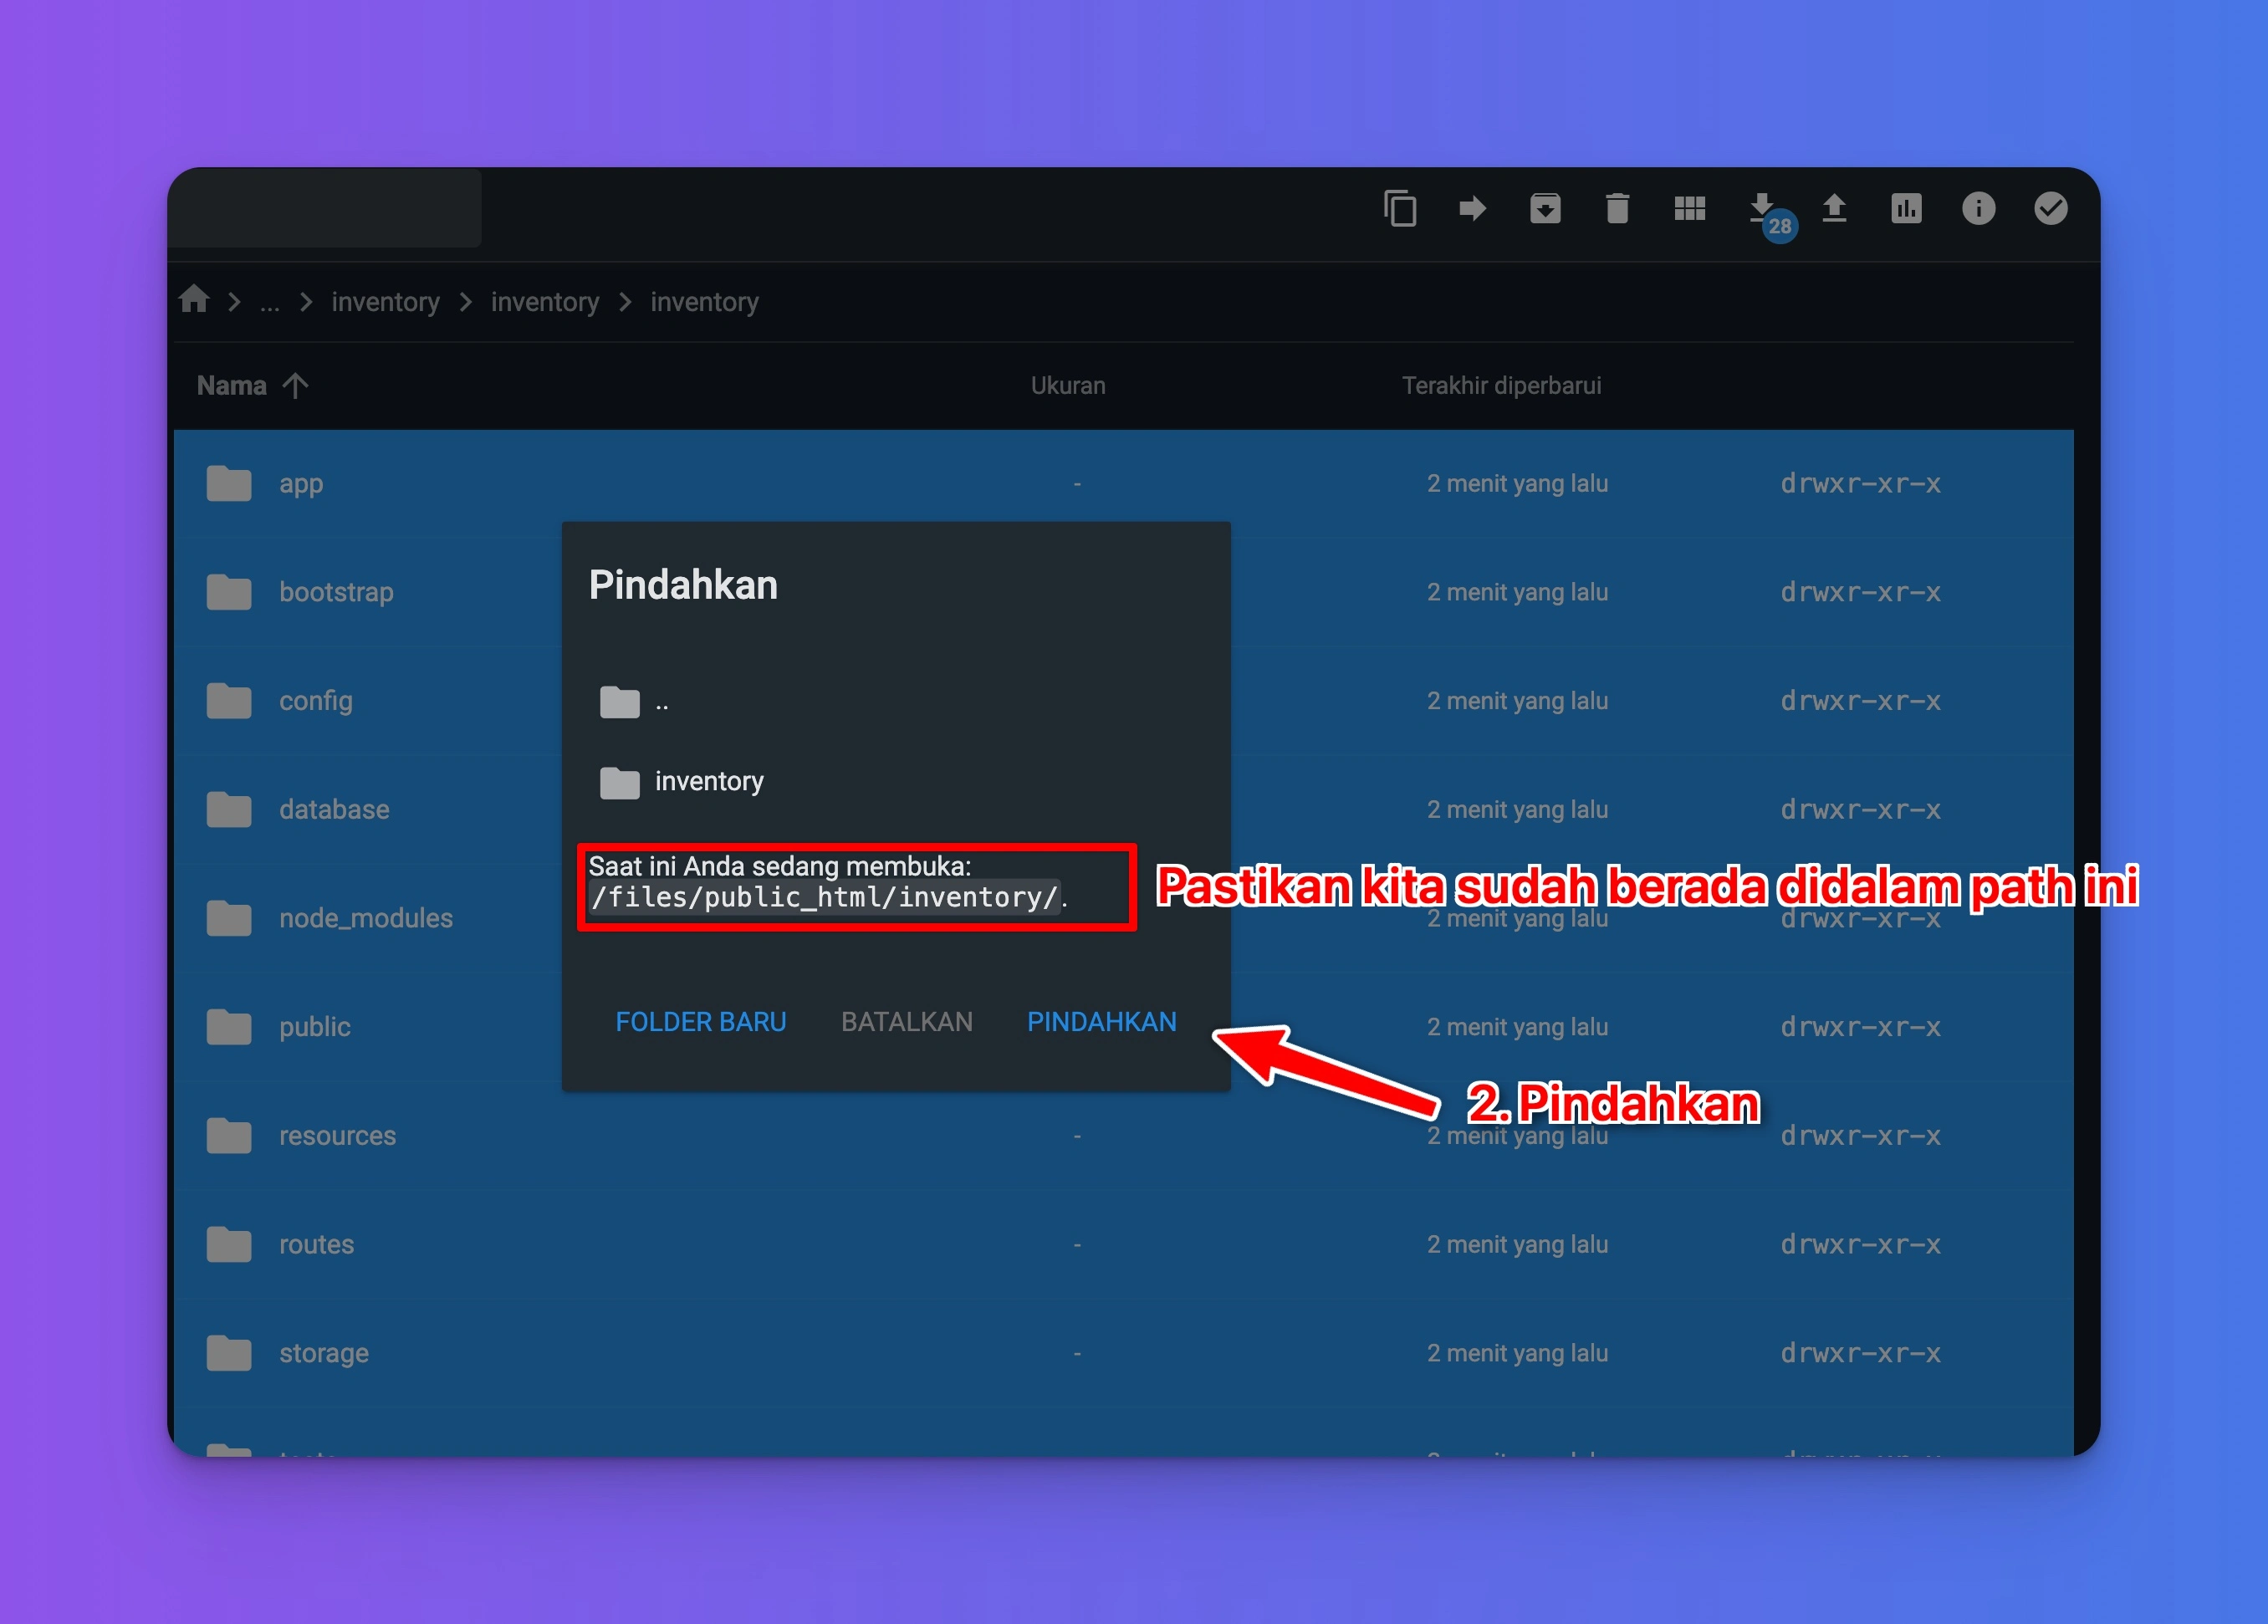 28
... inventory inventory inventory
Nama Ukuran Terakhir diperbarui
app - 2 menit yang lalu drwxr-xr-x
bootstrap 2 menit yang lalu drwxr-xr-x
config 2 menit yang lalu drwxr-xr-x
database 2 menit yang lalu drwxr-xr-x
node_modules 2 menit yang lalu drwxr-xr-x
public 2 menit yang lalu drwxr-xr-x
resources - 2 menit yang lalu drwxr-xr-x
routes - 2 menit yang lalu drwxr-xr-x
storage - 2 menit yang lalu drwxr-xr-x
Pindahkan
..
inventory
Saat ini Anda sedang membuka:
/files/public_html/inventory/.
FOLDER BARU BATALKAN PINDAHKAN
Pastikan kita sudah berada didalam path ini
2. Pindahkan